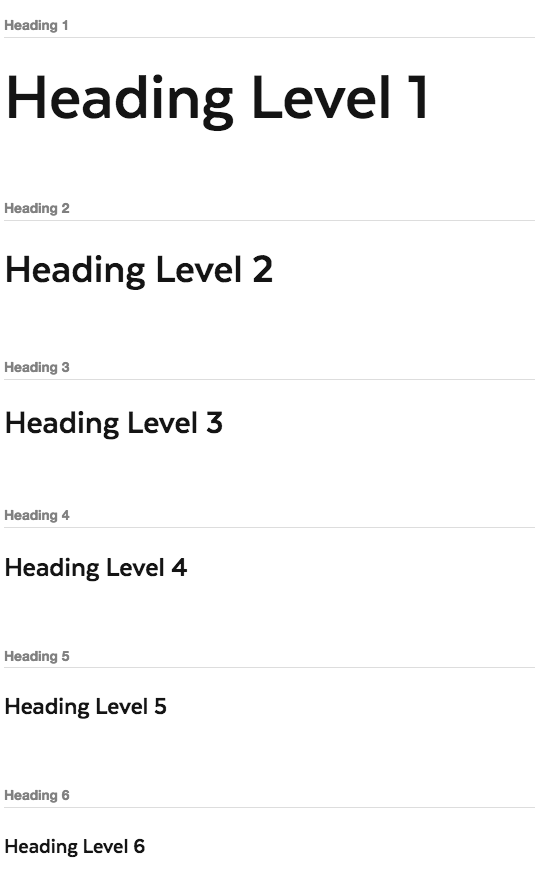 Heading 1
Heading Level 1
Heading 2
Heading Level 2
Heading 3
Heading Level 3
Heading 4
Heading Level 4
Heading 5
Heading Level 5
Heading 6
Heading Level 6